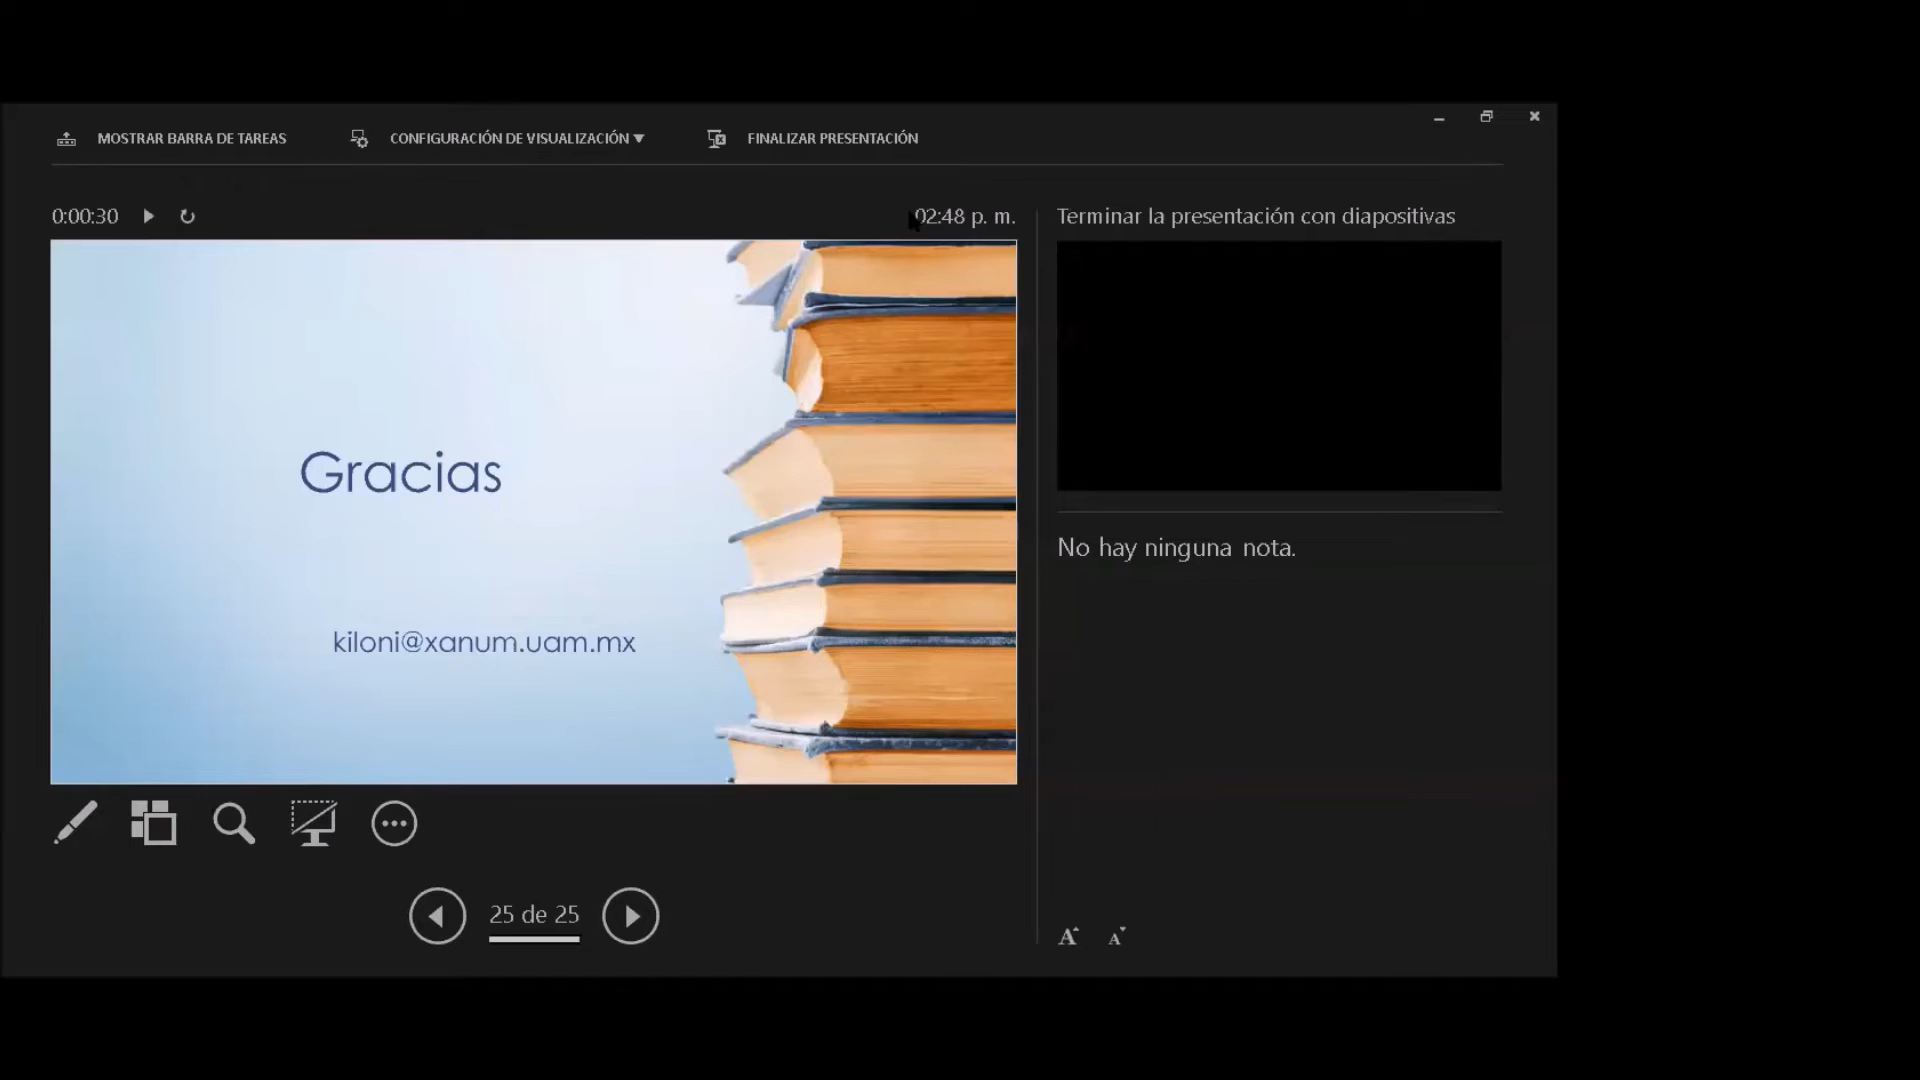 MOSTRAR BARRA DE TAREAS
CONFIGURACIÓN DE VISUALIZACIÓN
FINALIZAR PRESENTACIÓN
0:00:30
02:48 p. m.
Terminar la presentación con diapositivas
Gracias
kiloni@xanum.uam.mx
No hay ninguna nota.
25 de 25
A A